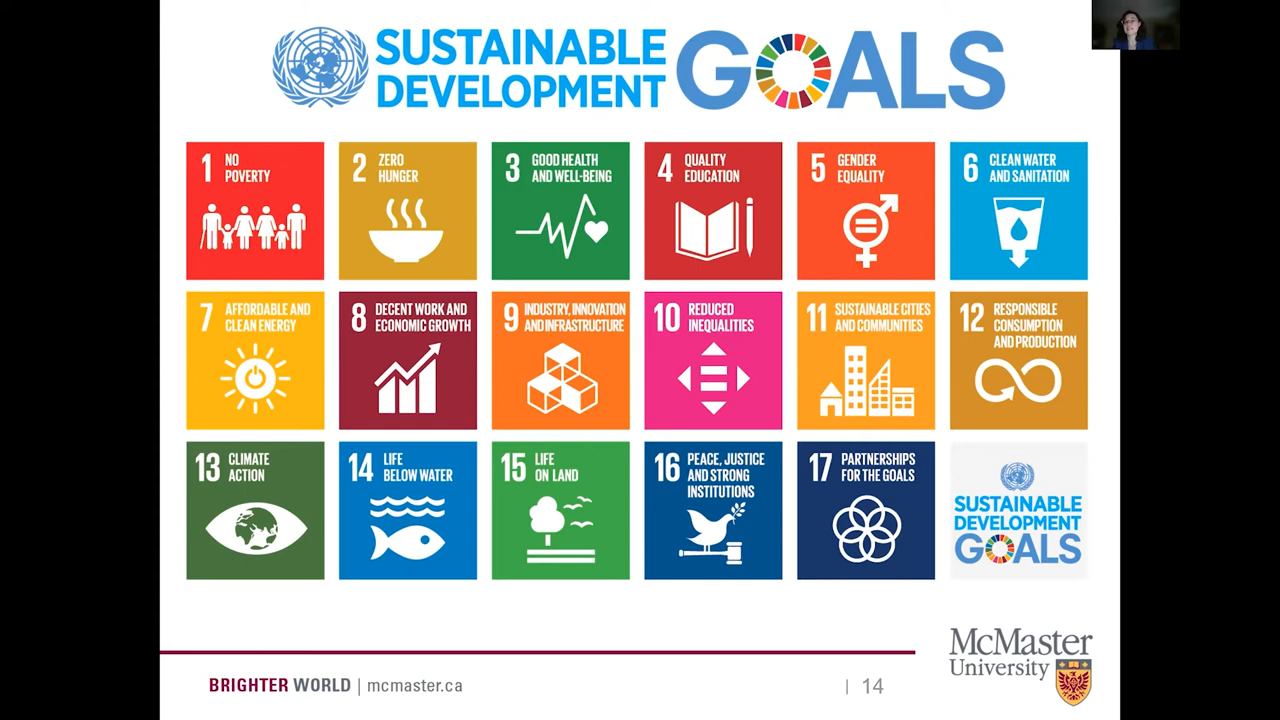 SUSTAINABLE
DEVELOPMENT
GOALS
1 NO
POVERTY
2 ZERO
HUNGER
3 GOOD HEALTH
AND WELL-BEING
4 QUALITY
EDUCATION
5 GENDER
EQUALITY
6 CLEAN WATER
AND SANITATION
7 AFFORDABLE AND
CLEAN ENERGY
8 DECENT WORK AND
ECONOMIC GROWTH
9 INDUSTRY, INNOVATION
AND INFRASTRUCTURE
10 REDUCED
INEQUALITIES
11 SUSTAINABLE CITIES
AND COMMUNITIES
12 RESPONSIBLE
CONSUMPTION
AND PRODUCTION
13 CLIMATE
ACTION
14 LIFE
BELOW WATER
15 LIFE
ON LAND
16 PEACE, JUSTICE
AND STRONG
INSTITUTIONS
17 PARTNERSHIPS
FOR THE GOALS
SUSTAINABLE
DEVELOPMENT
GOALS
BRIGHTER WORLD | mcmaster.ca
| 14
McMaster
University